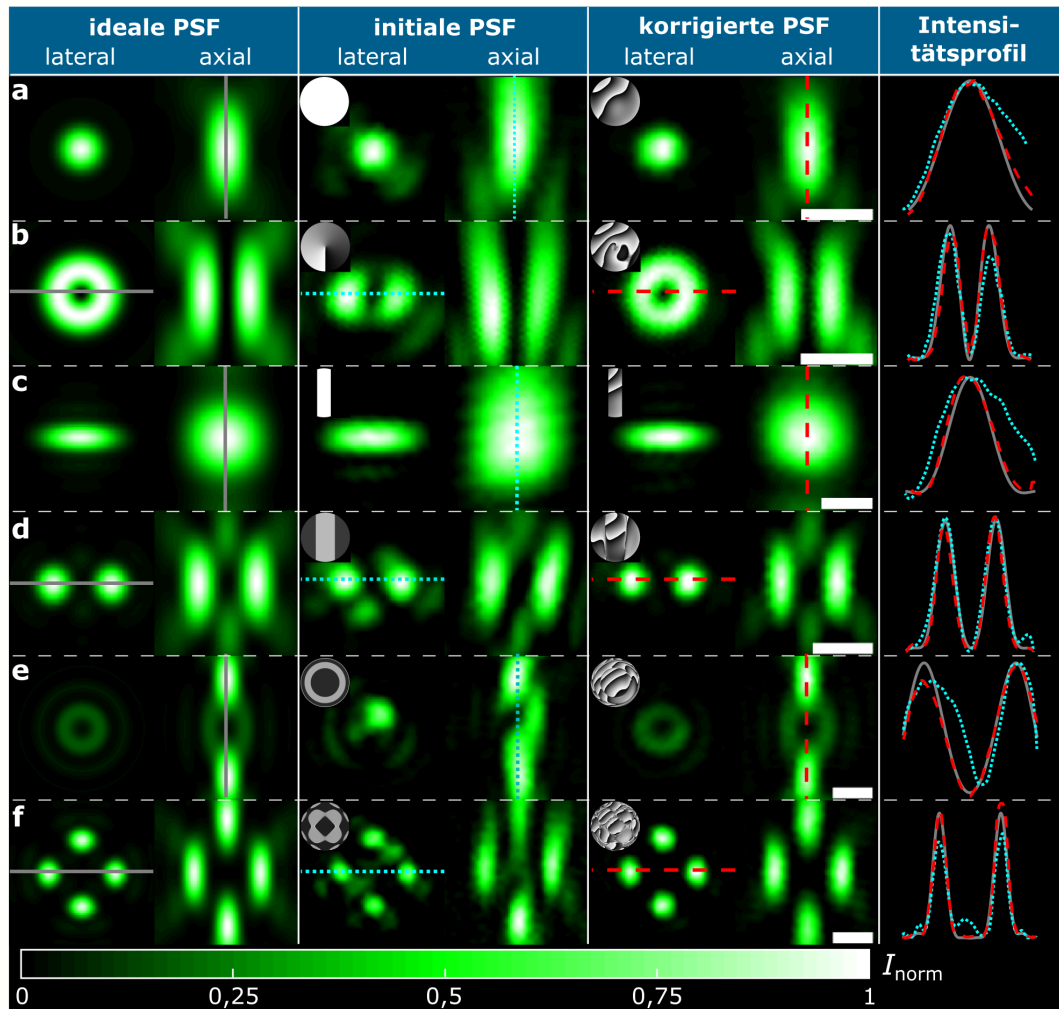 ideale PSF
lateral axial
initiale PSF
lateral axial
korrigierte PSF
lateral axial
Intensi-
tätsprofil
a
b
c
d
e
f
0 0,25 0,5 0,75 1
Inorm